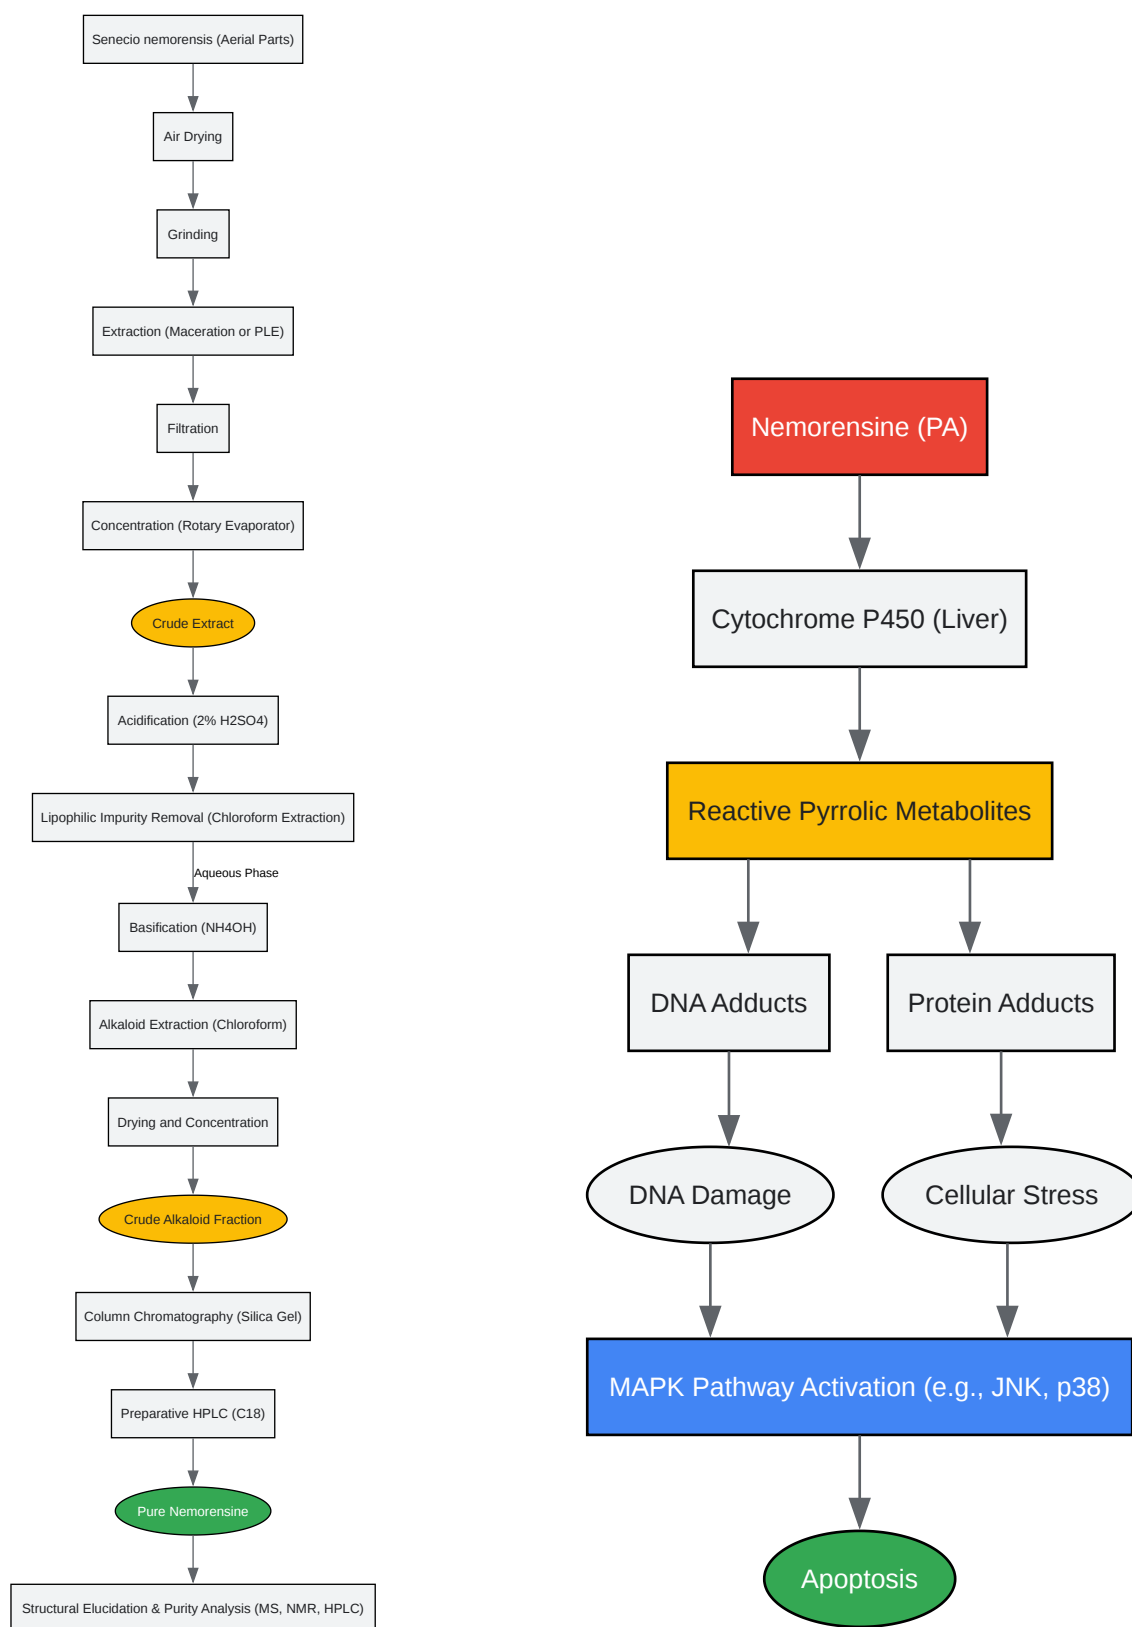 Senecio nemorensis (Aerial Parts)
Air Drying
Grinding
Extraction (Maceration or PLE)
Filtration
Concentration (Rotary Evaporator)
Crude Extract
Acidification (2% H2SO4)
Lipophilic Impurity Removal (Chloroform Extraction)
Aqueous Phase
Basification (NH4OH)
Alkaloid Extraction (Chloroform)
Drying and Concentration
Crude Alkaloid Fraction
Column Chromatography (Silica Gel)
Preparative HPLC (C18)
Pure Nemorensine
Structural Elucidation & Purity Analysis (MS, NMR, HPLC)
Nemorensine (PA)
Cytochrome P450 (Liver)
Reactive Pyrrolic Metabolites
DNA Adducts
Protein Adducts
DNA Damage
Cellular Stress
MAPK Pathway Activation (e.g., JNK, p38)
Apoptosis